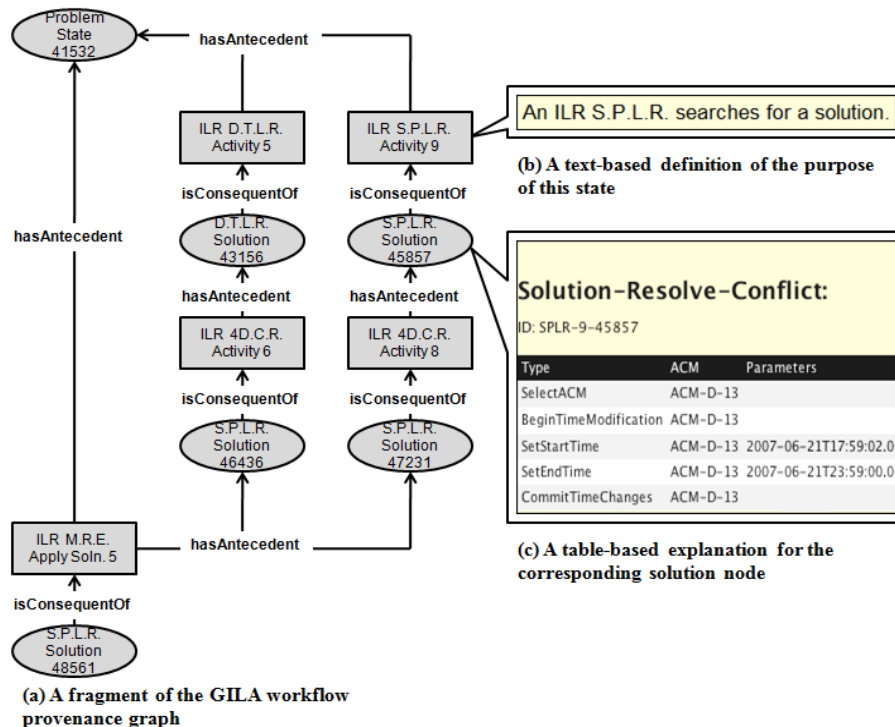 Problem
State
41532
hasAntecedent
ILR D.T.L.R.
Activity 5
ILR S.P.L.R.
Activity 9
An ILR S.P.L.R. searches for a solution.
(b) A text-based definition of the purpose
of this state
isConsequentOf
isConsequentOf
hasAntecedent
D.T.L.R.
Solution
43156
S.P.L.R.
Solution
45857
hasAntecedent
hasAntecedent
ILR 4D.C.R.
Activity 6
ILR 4D.C.R.
Activity 8
isConsequentOf
isConsequentOf
S.P.L.R.
Solution
46436
S.P.L.R.
Solution
47231
Solution-Resolve-Conflict:
ID: SPLR-9-45857
Type ACM Parameters
SelectACM ACM-D-13
BeginTimeModification ACM-D-13
SetStartTime ACM-D-13 2007-06-21T17:59:02.0
SetEndTime ACM-D-13 2007-06-21T23:59:00.0
CommitTimeChanges ACM-D-13
(c) A table-based explanation for the
corresponding solution node
ILR M.R.E.
Apply Soln. 5
hasAntecedent
isConsequentOf
S.P.L.R.
Solution
48561
(a) A fragment of the GILA workflow
provenance graph